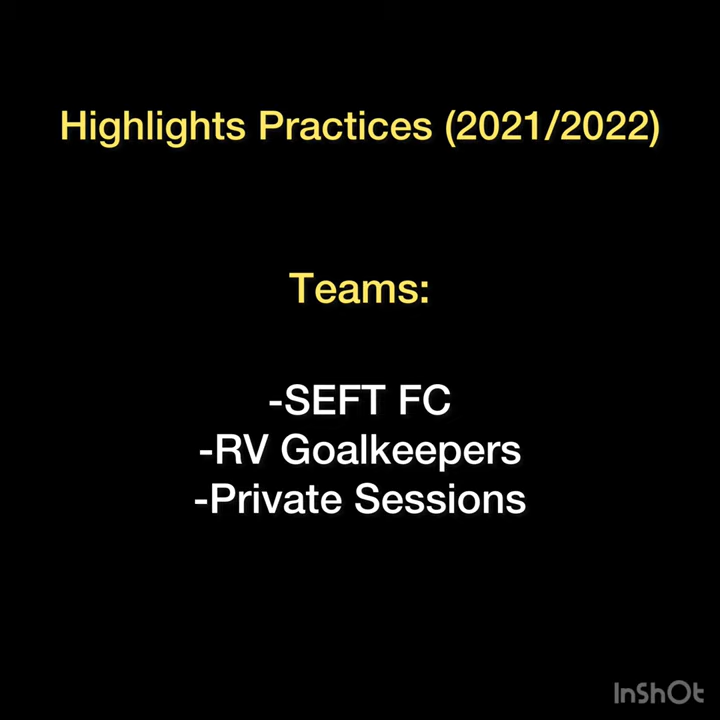 Highlights Practices (2021/2022)
Teams:
-SEFT FC
-RV Goalkeepers
-Private Sessions
InShOt